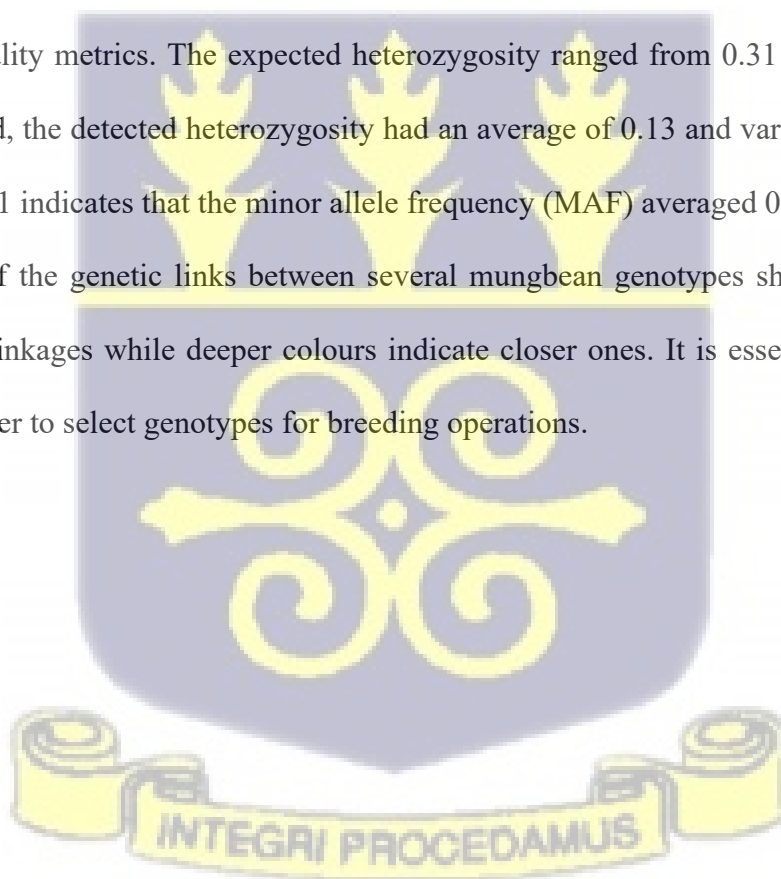 lity metrics. The expected heterozygosity ranged from 0.31
d, the detected heterozygosity had an average of 0.13 and var
1 indicates that the minor allele frequency (MAF) averaged 0
f the genetic links between several mungbean genotypes sh
inkages while deeper colours indicate closer ones. It is esse
er to select genotypes for breeding operations.
INTEGRI PROCEDAMUS